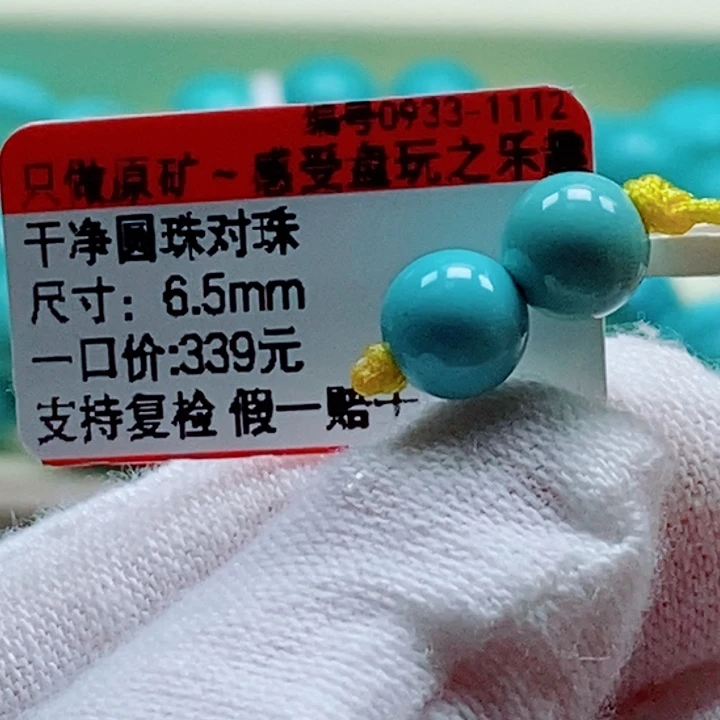 编号0933-1112
只做原矿~感受盘玩之乐趣
干净圆珠对珠
尺寸：6.5mm
一口价:339元
支持复检 假一赔十